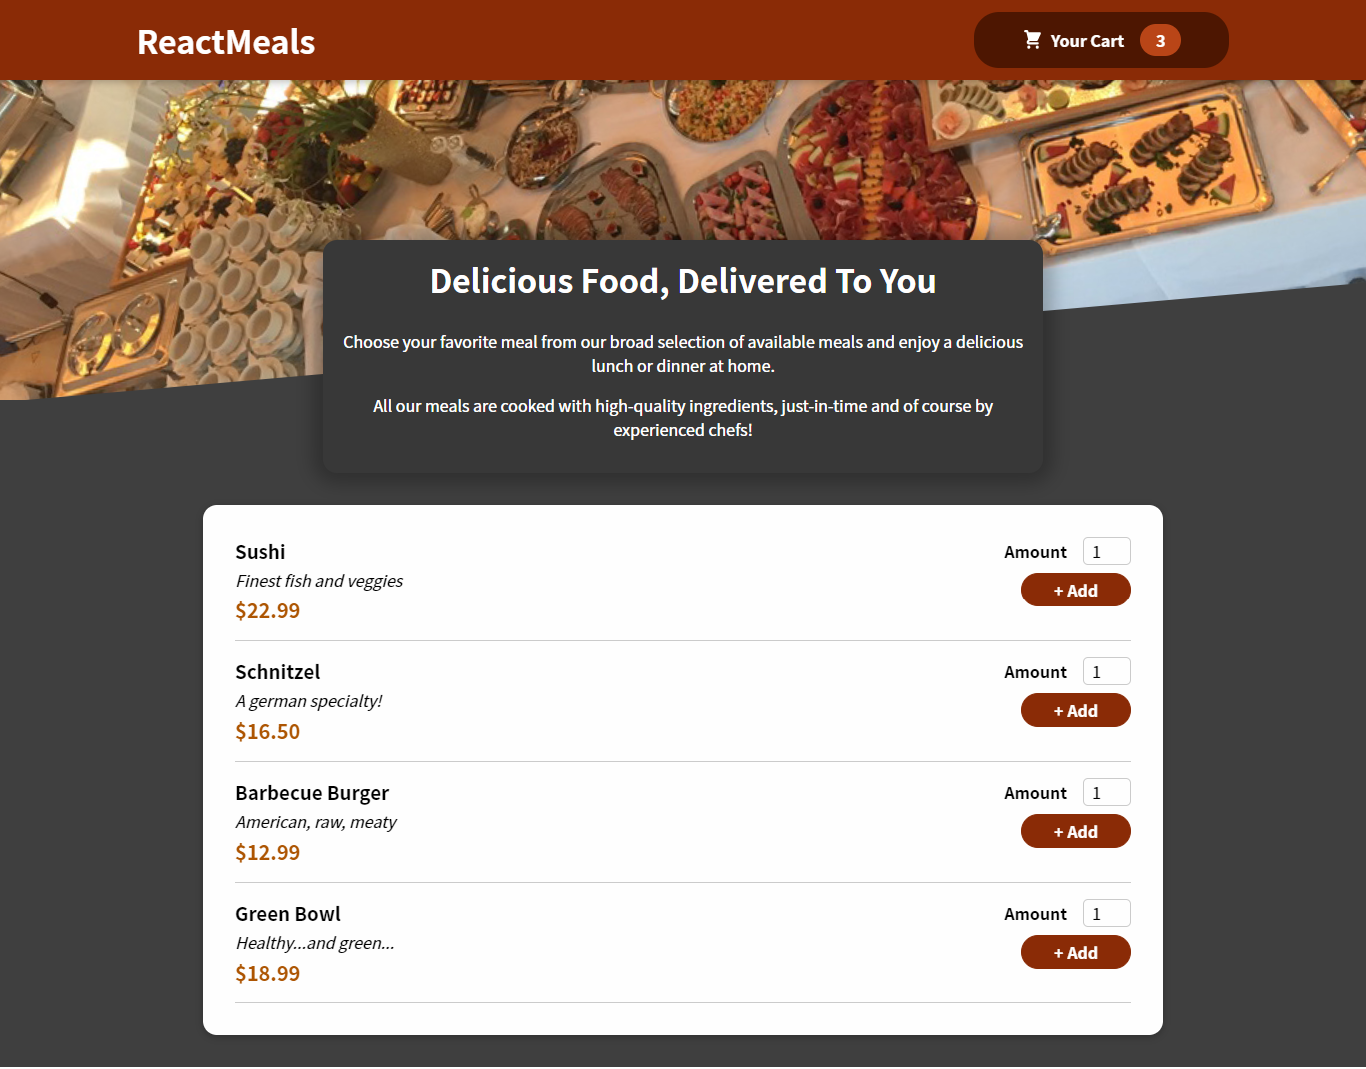 ReactMeals
Your Cart 3
Delicious Food, Delivered To You
Choose your favorite meal from our broad selection of available meals and enjoy a delicious
lunch or dinner at home.
All our meals are cooked with high-quality ingredients, just-in-time and of course by
experienced chefs!
Sushi
Finest fish and veggies
$22.99
Amount 1
+ Add
Schnitzel
A german specialty!
$16.50
Amount 1
+ Add
Barbecue Burger
American, raw, meaty
$12.99
Amount 1
+ Add
Green Bowl
Healthy...and green...
$18.99
Amount 1
+ Add